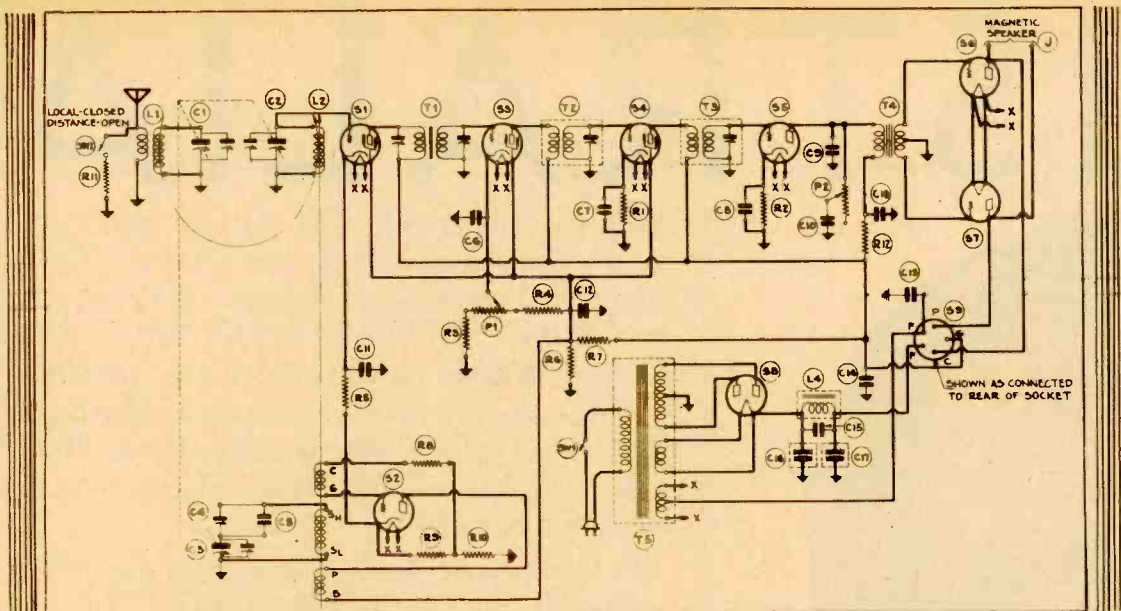 MAGNETIC
SPEAKER
J
S6
LOCAL-CLOSED
DISTANCE-OPEN
L1
C1
C2
L2
S1
T1
S3
T2
S4
T3
S5
T4
X
X
SW2
R11
C9
P2
C18
C10
R12
S7
X X
X X
X X
X X
C6
C7
R1
C8
R2
C13
P
S9
F
F
G
C
R4
C12
P1
R3
R6
R7
C14
SHOWN AS CONNECTED
TO REAR OF SOCKET
C11
R5
S8
L4
C15
C16
C17
SW1
X
X
T5
R8
C
G
S2
C4
C5
SH
C3
X X
R9
R10
SL
P
B